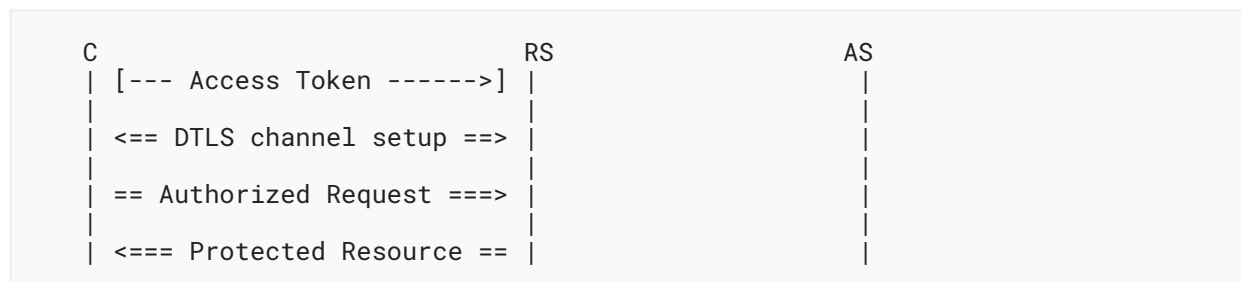 C                            RS                   AS
| [--- Access Token ------>] |                     |
|                            |                     |
| <== DTLS channel setup ==> |                     |
|                            |                     |
| == Authorized Request ===> |                     |
|                            |                     |
| <=== Protected Resource == |                     |